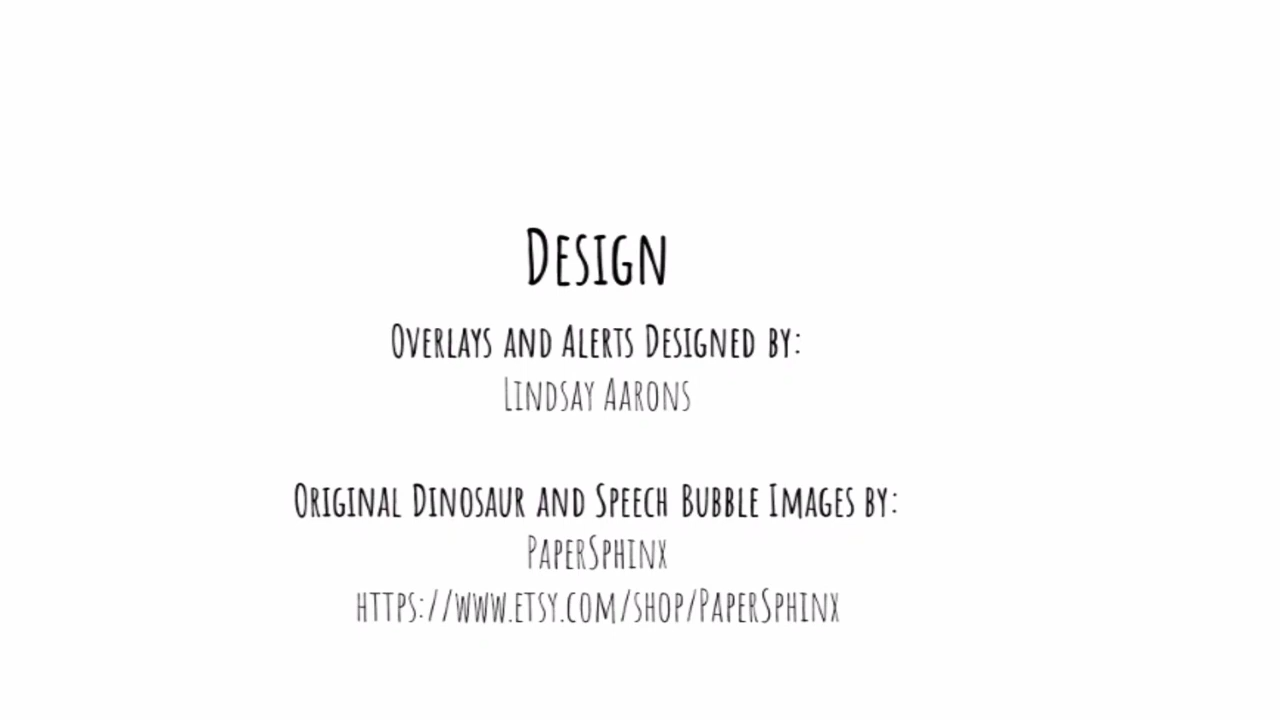 Design
Overlays and Alerts Designed by:
Lindsay Aarons
Original Dinosaur and Speech Bubble Images by:
PaperSphinx
https://www.etsy.com/shop/PaperSphinx